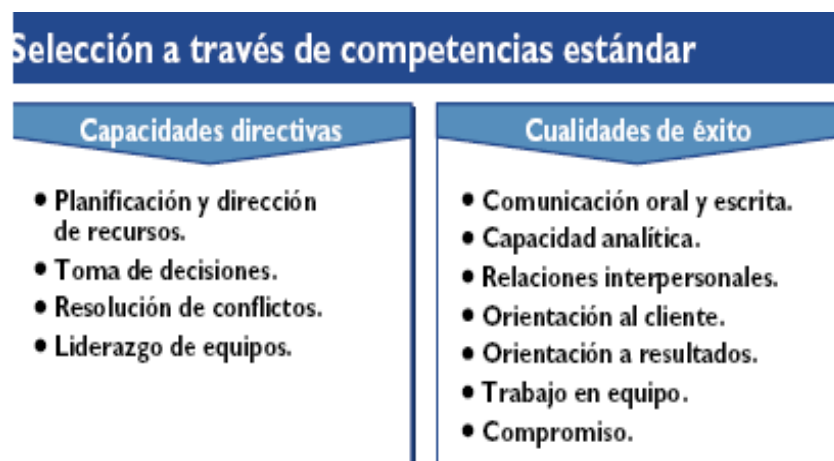 Selección a través de competencias estándar
Capacidades directivas
• Planificación y dirección
de recursos.
• Toma de decisiones.
• Resolución de conflictos.
• Liderazgo de equipos.
Cualidades de éxito
• Comunicación oral y escrita.
• Capacidad analítica.
• Relaciones interpersonales.
• Orientación al cliente.
• Orientación a resultados.
• Trabajo en equipo.
• Compromiso.